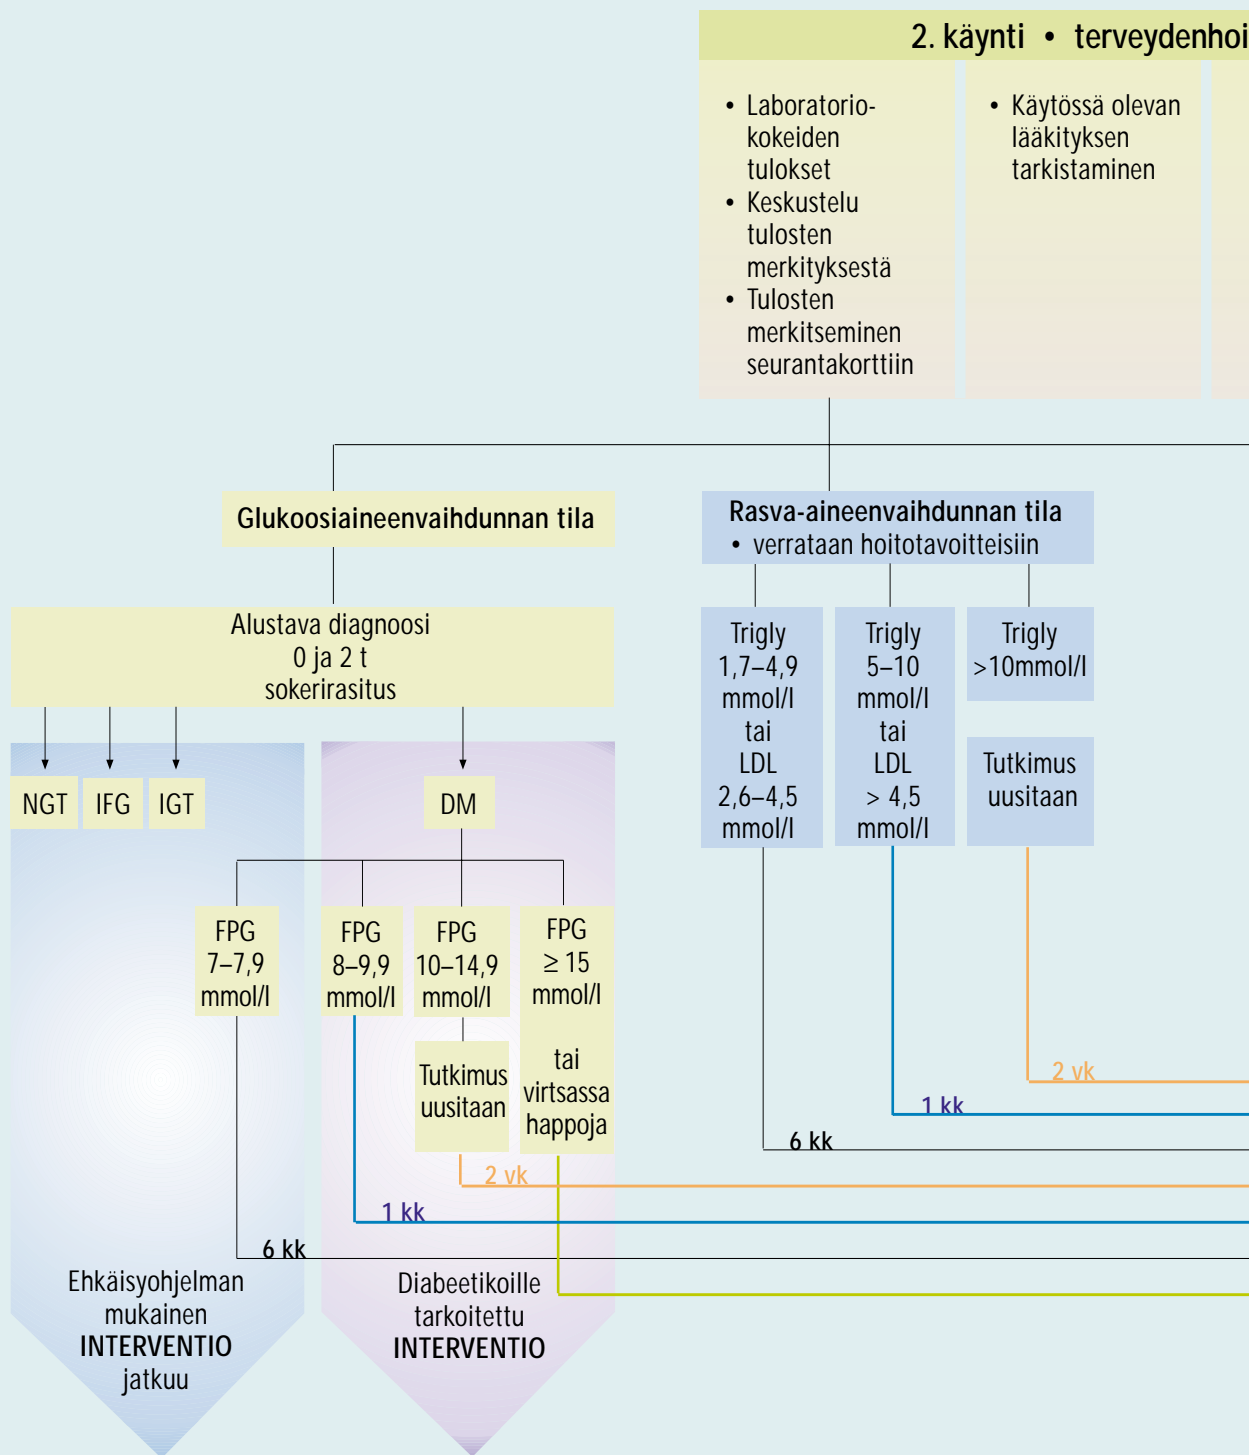 2. käynti • terveydenhoi
• Laboratorio-
kokeiden
tulokset
• Keskustelu
tulosten
merkityksestä
• Tulosten
merkitseminen
seurantakorttiin
• Käytössä olevan
lääkityksen
tarkistaminen
Glukoosiaineenvaihdunnan tila
Rasva-aineenvaihdunnan tila
• verrataan hoitotavoitteisiin
Alustava diagnoosi
0 ja 2 t
sokerirasitus
NGT
IFG
IGT
DM
Trigly
1,7–4,9
mmol/l
tai
LDL
2,6–4,5
mmol/l
Trigly
5–10
mmol/l
tai
LDL
> 4,5
mmol/l
Trigly
>10mmol/l
Tutkimus
uusitaan
FPG
7–7,9
mmol/l
FPG
8–9,9
mmol/l
FPG
10–14,9
mmol/l
Tutkimus
uusitaan
FPG
≥ 15
mmol/l
tai
virtsassa
happoja
2 vk
1 kk
6 kk
2 vk
1 kk
6 kk
Ehkäisyohjelman
mukainen
INTERVENTIO
jatkuu
Diabeetikoille
tarkoitettu
INTERVENTIO